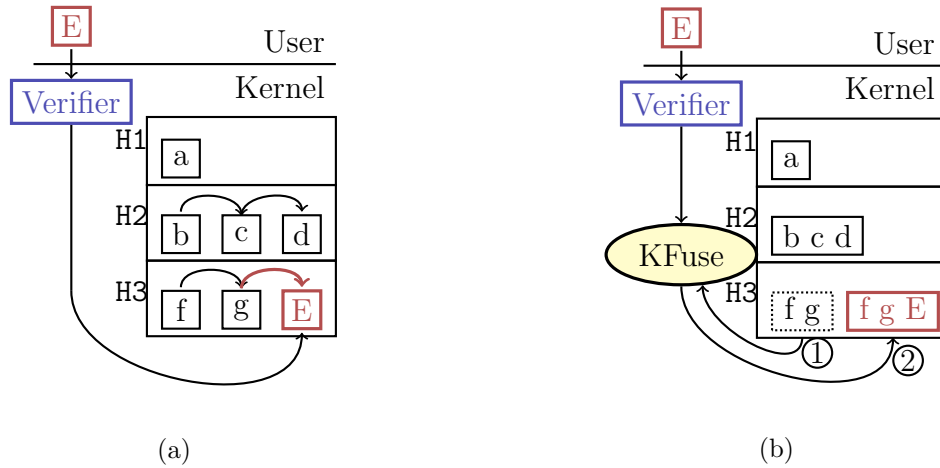 E
User
Kernel
Verifier
H1
a
H2
b c d
H3
f g E
(a)
E
User
Kernel
Verifier
H1
a
H2
b c d
KFuse
H3
f g
f g E
1
2
(b)